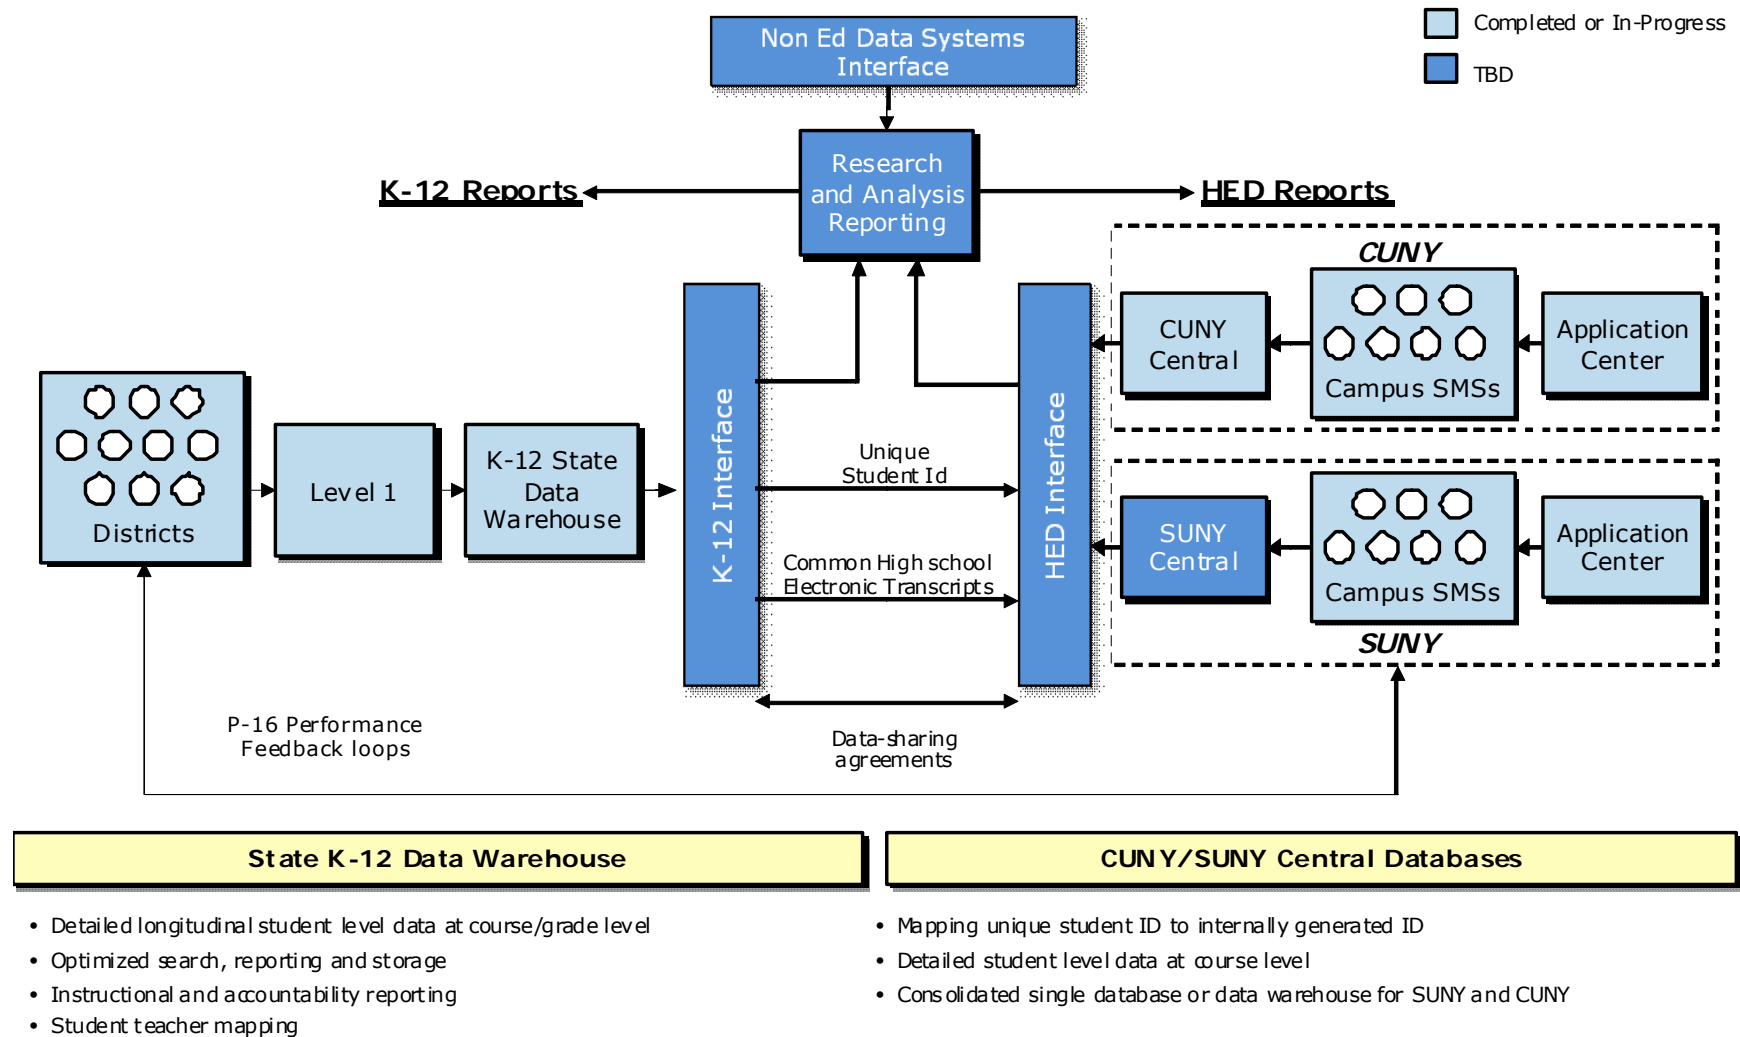 Non Ed Data Systems
Interface
Completed or In-Progress
TBD
Research
and Analysis
Reporting
K-12 Reports
HED Reports
CUNY
CUNY
Central
Campus SMSs
Application
Center
Districts
Level 1
K-12 State
Data
Warehouse
K-12 Interface
Unique
Student Id
Common High school
Electronic Transcripts
HED Interface
SUNY
Central
Campus SMSs
Application
Center
SUNY
P-16 Performance
Feedback loops
Data-sharing
agreements
State K-12 Data Warehouse
• Detailed longitudinal student level data at course/grade level
• Optimized search, reporting and storage
• Instructional and accountability reporting
• Student teacher mapping
CUNY/SUNY Central Databases
• Mapping unique student ID to internally generated ID
• Detailed student level data at course level
• Consolidated single database or data warehouse for SUNY and CUNY